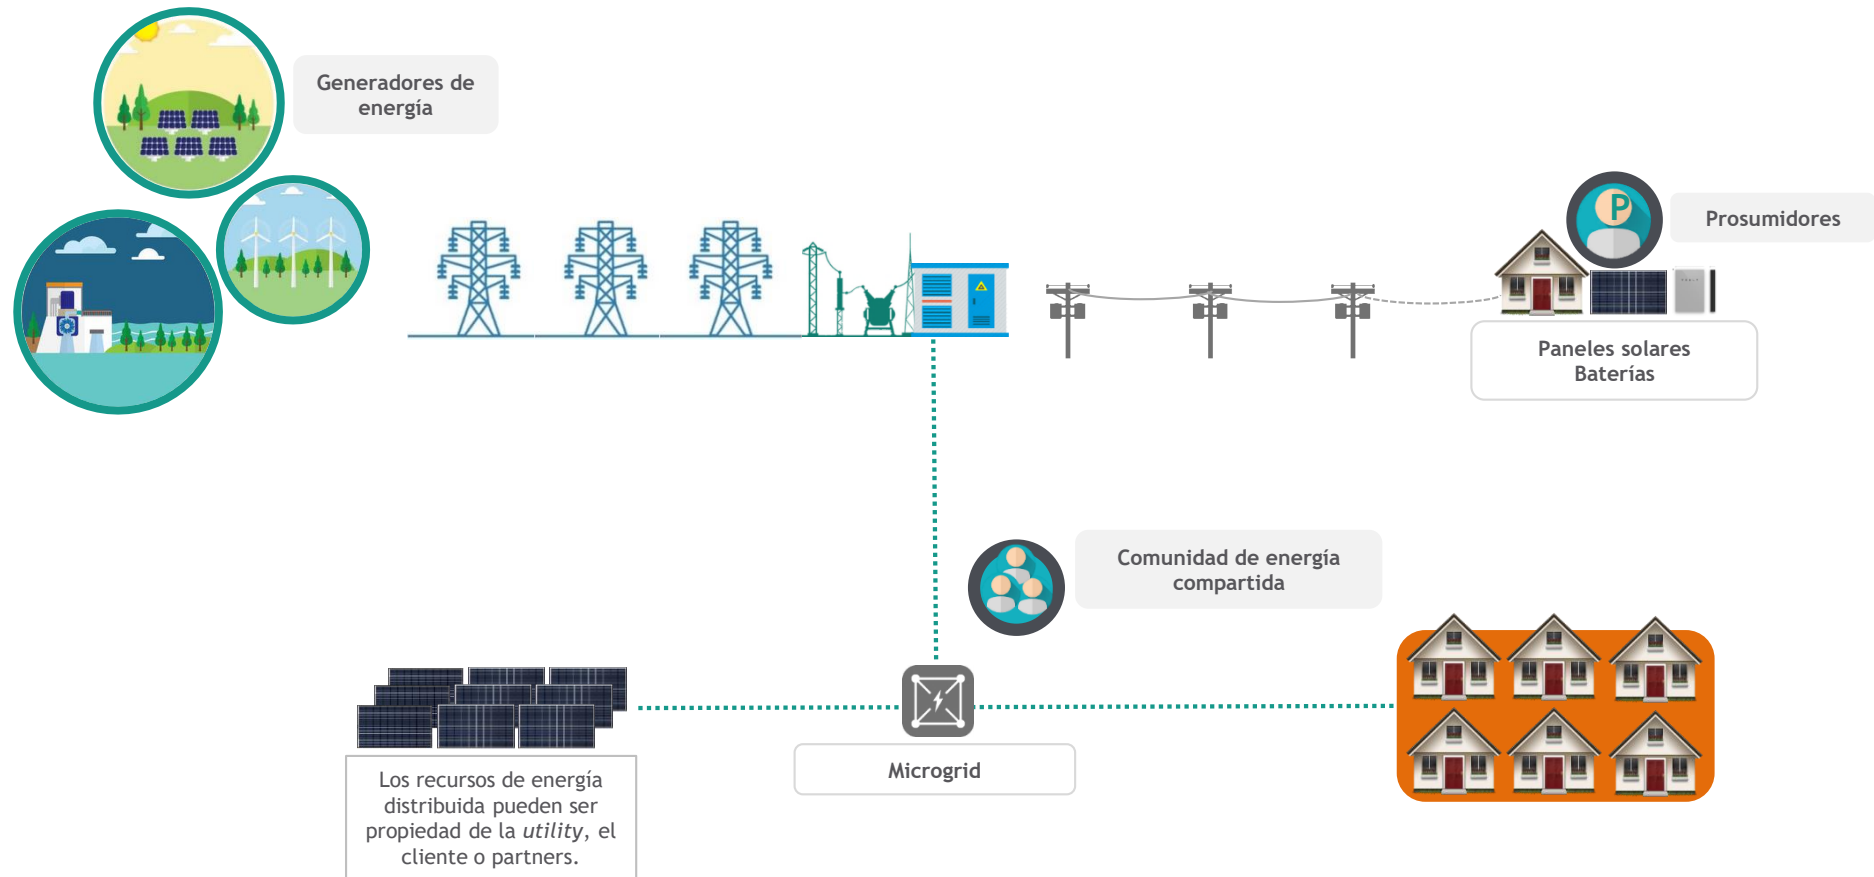 Generadores de
energía
P
Prosumidores
Paneles solares
Baterías
Comunidad de energía
compartida
Microgrid
Los recursos de energía
distribuida pueden ser
propiedad de la utility, el
cliente o partners.